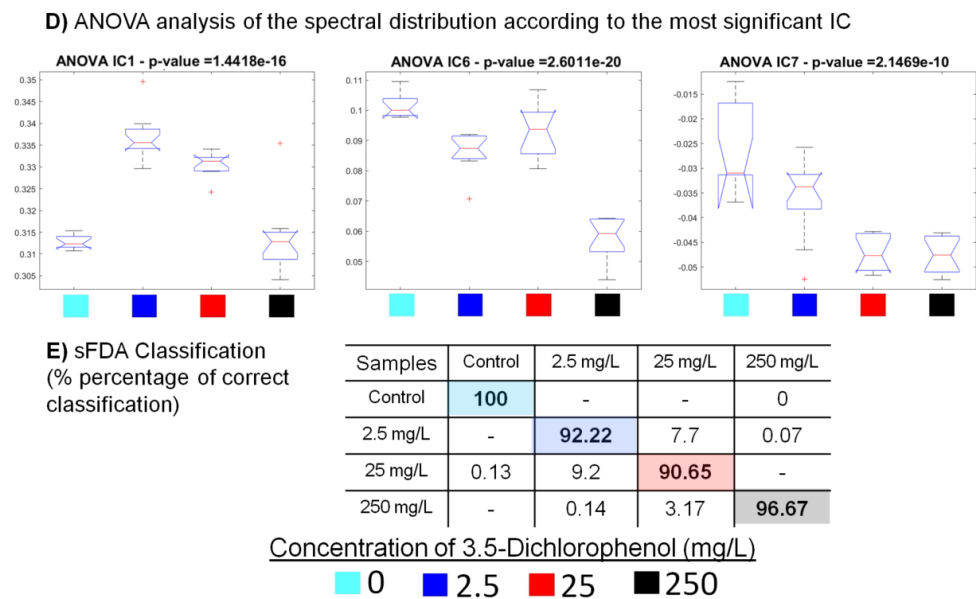 D) ANOVA analysis of the spectral distribution according to the most significant IC
ANOVA IC1 - p-value =1.4418e-16
0.35
0.345
0.34
0.335
0.33
0.325
0.32
0.315
0.31
0.305
ANOVA IC6 - p-value =2.6011e-20
0.11
0.1
0.09
0.08
0.07
0.06
0.05
ANOVA IC7 - p-value =2.1469e-10
-0.015
-0.02
-0.025
-0.03
-0.035
-0.04
-0.045
-0.05
E) sFDA Classification
(% percentage of correct
classification)
Samples Control 2.5 mg/L 25 mg/L 250 mg/L
Control 100 - - 0
2.5 mg/L - 92.22 7.7 0.07
25 mg/L 0.13 9.2 90.65 -
250 mg/L - 0.14 3.17 96.67
Concentration of 3.5-Dichlorophenol (mg/L)
0 2.5 25 250